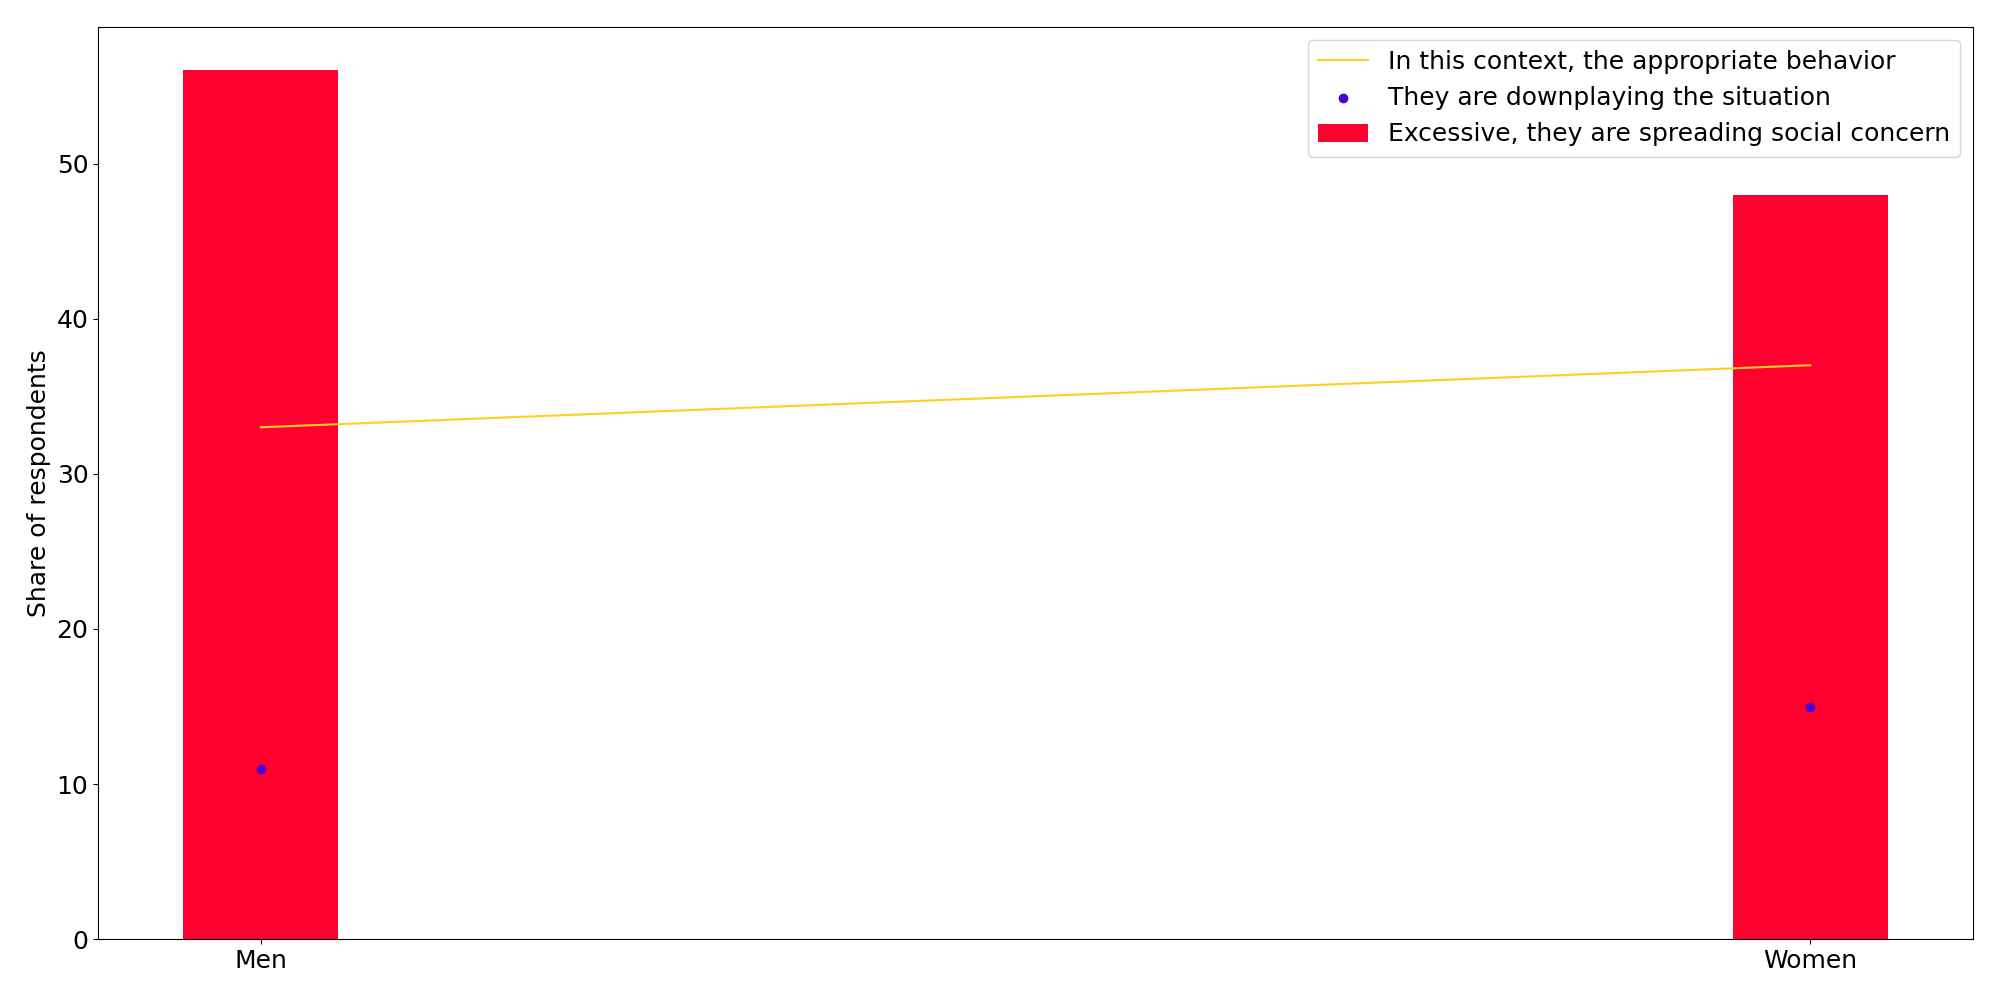 In this context, the appropriate behavior
They are downplaying the situation
Excessive, they are spreading social concern
Share of respondents
50
40
30
20
10
0
Men
Women